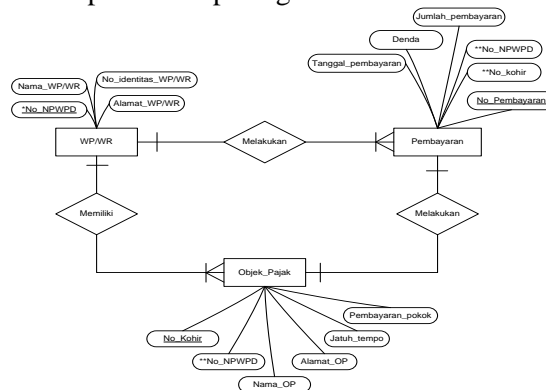 Jumlah_pembayaran
Denda
**No_NPWPD
Tanggal_pembayaran
**No_kohir
No_Pembayaran
No_identitas_WP/WR
Nama_WP/WR
*No_NPWPD
Alamat_WP/WR
WP/WR
Melakukan
Pembayaran
Memiliki
Melakukan
Objek_Pajak
Pembayaran_pokok
No_Kohir
Jatuh_tempo
**No_NPWPD
Alamat_OP
Nama_OP